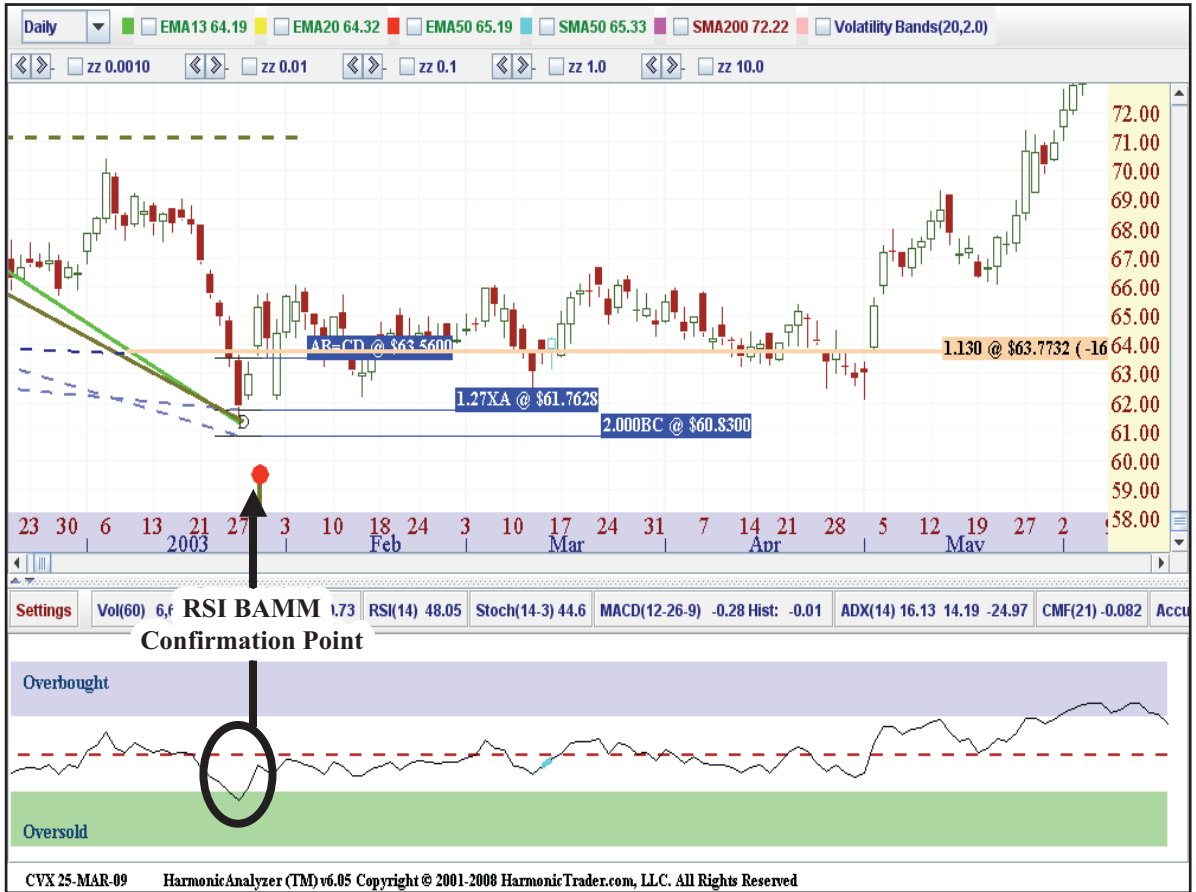 Daily EMA13 64.19 EMA20 64.32 EMA50 65.19 SMA50 65.33 SMA200 72.22 Volatility Bands(20,2.0)
zz 0.0010 zz 0.01 zz 0.1 zz 1.0 zz 10.0
72.00
71.00
70.00
69.00
68.00
67.00
66.00
65.00
AB=CD @ $63.5600
1.130 @ $63.7732 ( -16
64.00
63.00
1.27XA @ $61.7628
62.00
2.000BC @ $60.8300
61.00
60.00
59.00
58.00
23 30 6 13 21 27 3 10 18 24 3 10 17 24 31 7 14 21 28 5 12 19 27 2
2003 Feb Mar Apr May
Settings Vol(60) 6,6 0.73 RSI(14) 48.05 Stoch(14-3) 44.6 MACD(12-26-9) -0.28 Hist: -0.01 ADX(14) 16.13 14.19 -24.97 CMF(21) -0.082 Accu
RSI BAMM
Confirmation Point
Overbought
Oversold
CVX 25-MAR-09 HarmonicAnalyzer (TM) v6.05 Copyright © 2001-2008 HarmonicTrader.com, LLC. All Rights Reserved